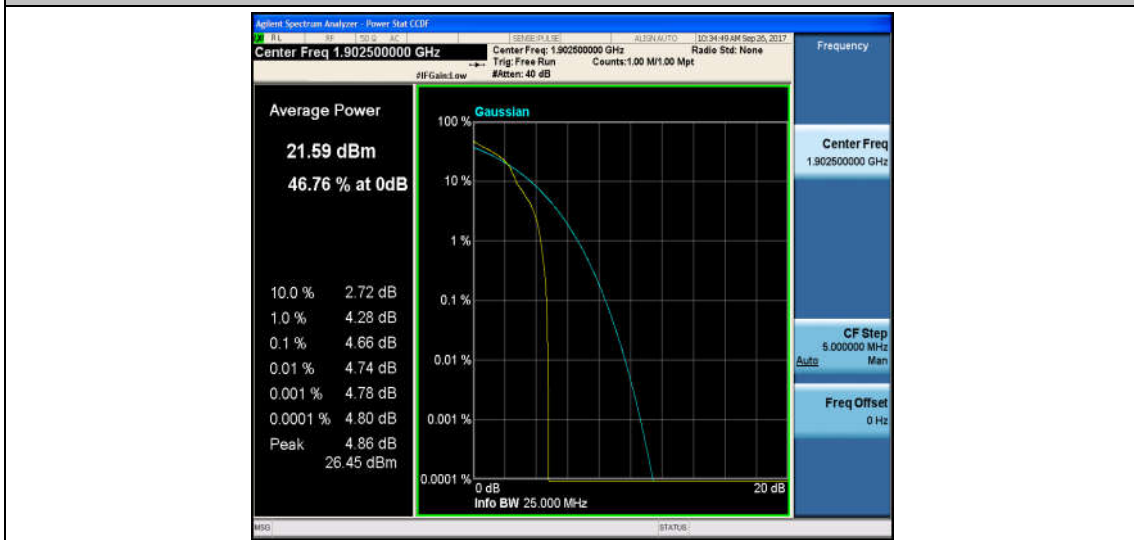 Agilent Spectrum Analyzer - Power Stat CCDF
RL RF 50 Ω AC SENSE:PULSE ALIGN AUTO 10:34:49 AM Sep 26, 2017
Center Freq 1.902500000 GHz
Center Freq: 1.902500000 GHz Radio Std: None
Trig: Free Run Counts:1.00 M/1.00 Mpt
#IFGain:Low #Atten: 40 dB
Frequency
Average Power
21.59 dBm
46.76 % at 0dB
10.0 % 2.72 dB
1.0 % 4.28 dB
0.1 % 4.66 dB
0.01 % 4.74 dB
0.001 % 4.78 dB
0.0001 % 4.80 dB
Peak 4.86 dB
26.45 dBm
Gaussian
100 %
10 %
1 %
0.1 %
0.01 %
0.001 %
0.0001 %
0 dB 20 dB
Info BW 25.000 MHz
Center Freq
1.902500000 GHz
CF Step
5.000000 MHz
Auto Man
Freq Offset
0 Hz
MSG STATUS